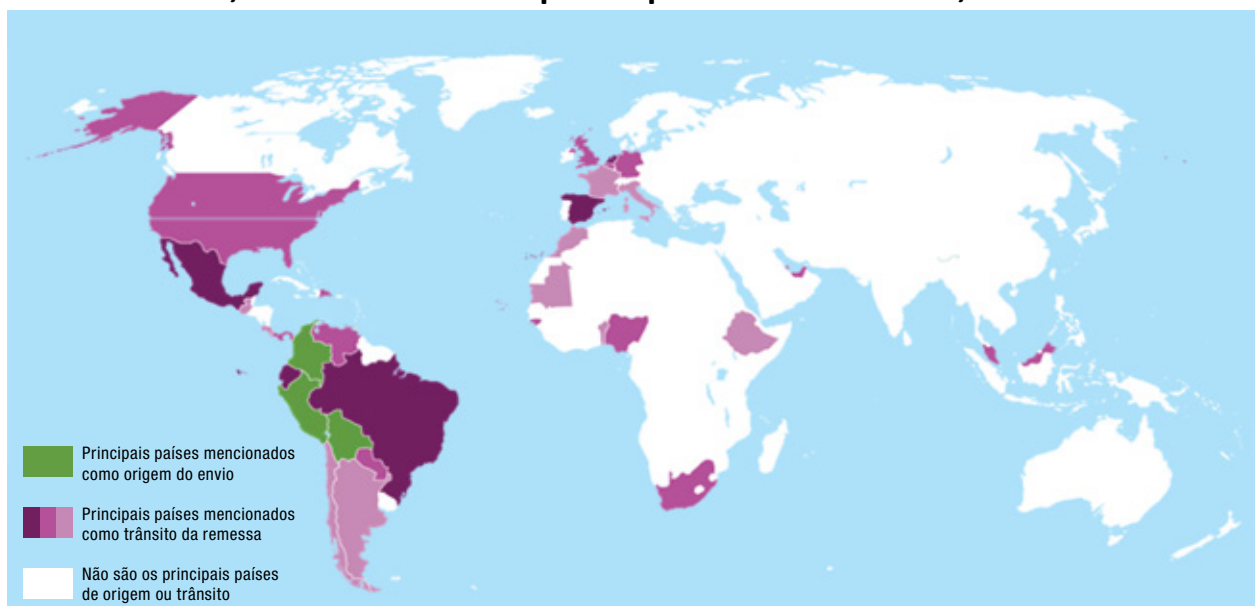 Principais países mencionados
como origem do envio
Principais países mencionados
como trânsito da remessa
Não são os principais países
de origem ou trânsito